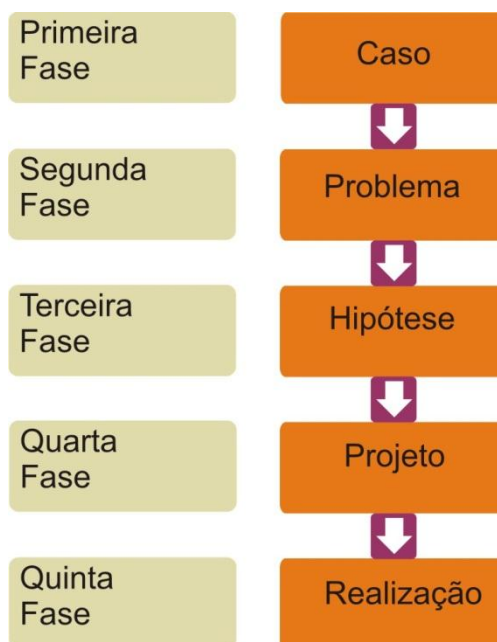 Primeira
Fase
Caso
Segunda
Fase
Problema
Terceira
Fase
Hipótese
Quarta
Fase
Projeto
Quinta
Fase
Realização